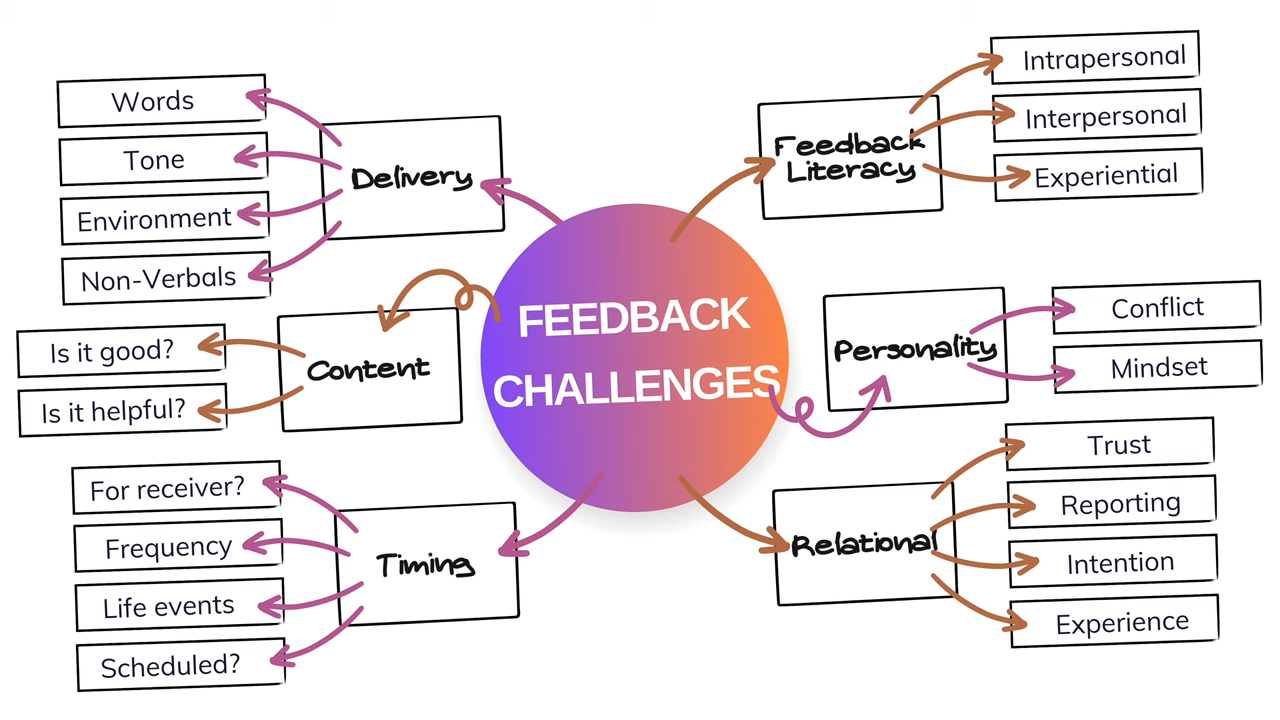 FEEDBACK
CHALLENGES
Delivery
Words
Tone
Environment
Non-Verbals
Content
Is it good?
Is it helpful?
Timing
For receiver?
Frequency
Life events
Scheduled?
Feedback
Literacy
Intrapersonal
Interpersonal
Experiential
Personality
Conflict
Mindset
Relational
Trust
Reporting
Intention
Experience